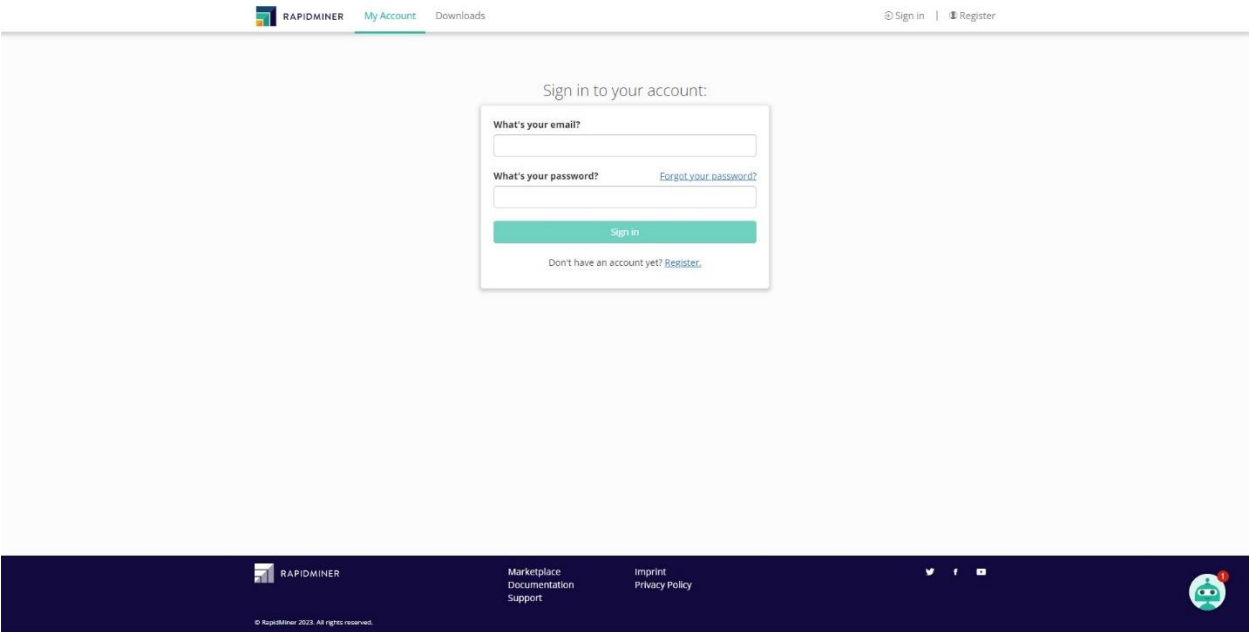 RAPIDMINER My Account Downloads Sign in | Register
Sign in to your account:
What's your email?
What's your password? Forgot your password?
Sign in
Don't have an account yet? Register.
RAPIDMINER
Marketplace
Documentation
Support
Imprint
Privacy Policy
1
© RapidMiner 2023. All rights reserved.